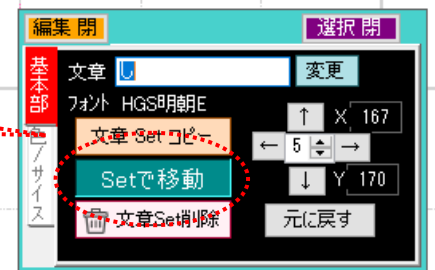 編集 閉 選択 閉
基本部
文章 し 変更
フォント HGS明朝E
文章 Set コピー
↑ X 167
← 5 →
Setで移動
↓ Y 170
色/サイズ
文章Set削除 元に戻す